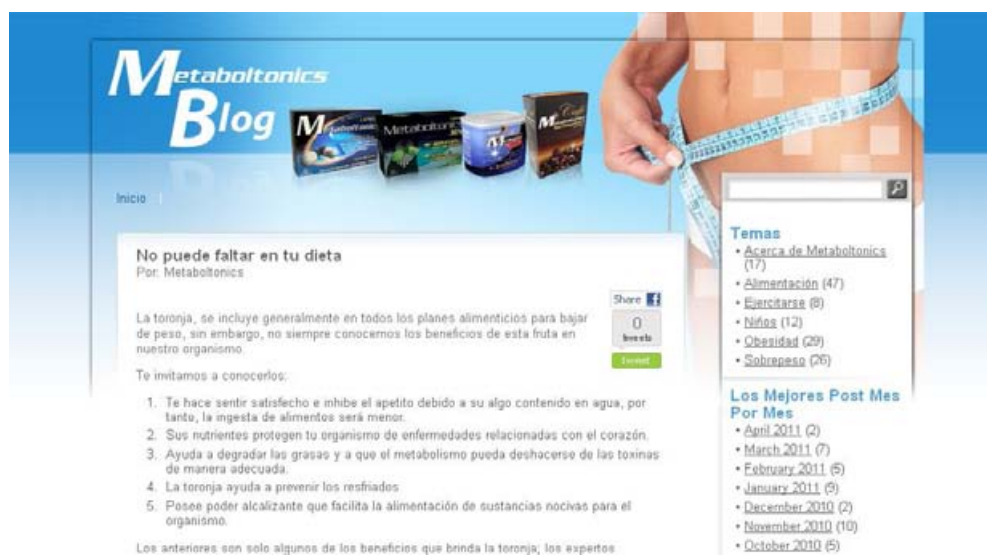 Metaboltonics
Blog
Inicio
No puede faltar en tu dieta
Por: Metaboltonics
Share
0
tweets
tweet
La toronja, se incluye generalmente en todos los planes alimenticios para bajar
de peso, sin embargo, no siempre conocemos los beneficios de esta fruta en
nuestro organismo.
Te invitamos a conocerlos:
1. Te hace sentir satisfecho e inhibe el apetito debido a su algo contenido en agua, por
tanto, la ingesta de alimentos será menor.
2. Sus nutrientes protegen tu organismo de enfermedades relacionadas con el corazón.
3. Ayuda a degradar las grasas y a que el metabolismo pueda deshacerse de las toxinas
de manera adecuada.
4. La toronja ayuda a prevenir los resfriados
5. Posee poder alcalizante que facilita la alimentación de sustancias nocivas para el
organismo.
Los anteriores son solo algunos de los beneficios que brinda la toronja; los expertos
Temas
• Acerca de Metaboltonics
(17)
• Alimentación (47)
• Ejercitarse (8)
• Niños (12)
• Obesidad (29)
• Sobrepeso (26)
Los Mejores Post Mes
Por Mes
• April 2011 (2)
• March 2011 (7)
• February 2011 (5)
• January 2011 (9)
• December 2010 (2)
• November 2010 (10)
• October 2010 (5)